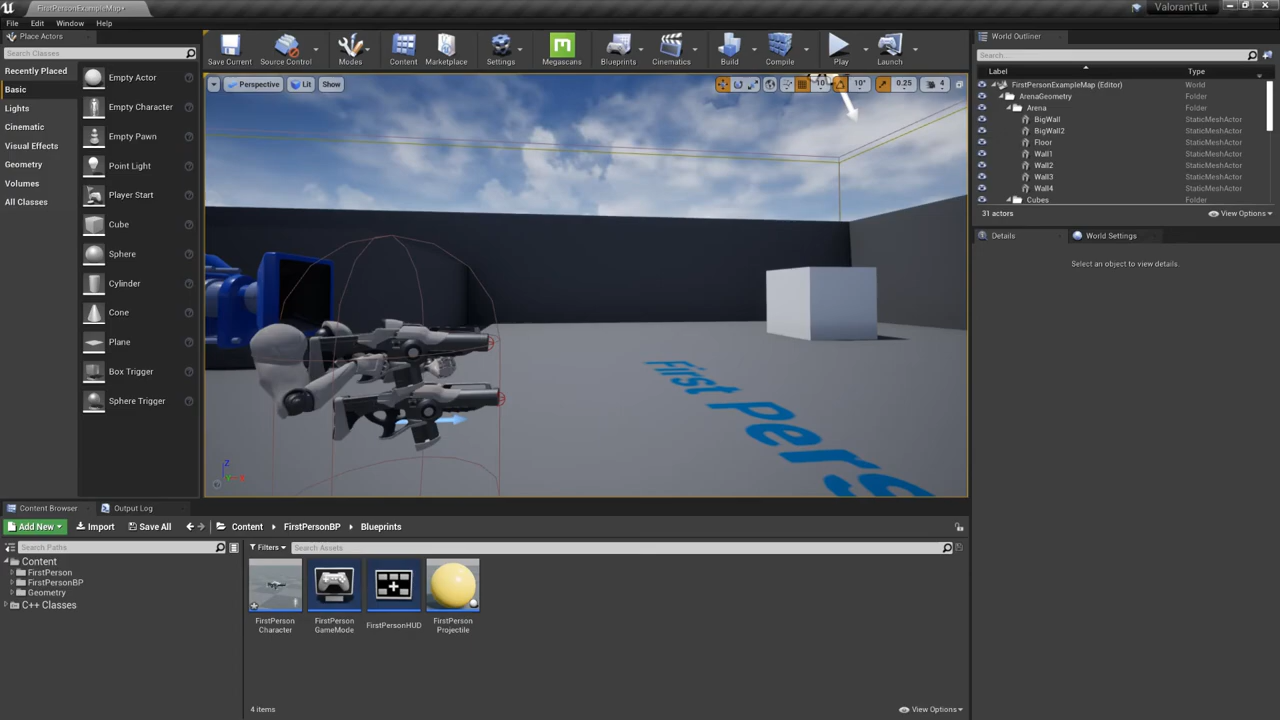 FirstPersonExampleMap*
ValorantTut
File Edit Window Help
Place Actors
Search Classes
Recently Placed
Basic
Lights
Cinematic
Visual Effects
Geometry
Volumes
All Classes
Empty Actor
Empty Character
Empty Pawn
Point Light
Player Start
Cube
Sphere
Cylinder
Cone
Plane
Box Trigger
Sphere Trigger
Save Current
Source Control
Modes
Content
Marketplace
Settings
Megascans
Blueprints
Cinematics
Build
Compile
Play
Launch
Perspective
Lit
Show
10
10°
0.25
4
First Pers
Z
World Outliner
Search...
Label Type
FirstPersonExampleMap (Editor) World
ArenaGeometry Folder
Arena Folder
BigWall StaticMeshActor
BigWall2 StaticMeshActor
Floor StaticMeshActor
Wall1 StaticMeshActor
Wall2 StaticMeshActor
Wall3 StaticMeshActor
Wall4 StaticMeshActor
Cubes Folder
31 actors
View Options
Details
World Settings
Select an object to view details.
Content Browser
Output Log
Add New
Import
Save All
Content
FirstPersonBP
Blueprints
Search Paths
Filters
Search Assets
Content
FirstPerson
FirstPersonBP
Geometry
C++ Classes
FirstPerson
Character
FirstPerson
GameMode
FirstPersonHUD
FirstPerson
Projectile
4 items
View Options